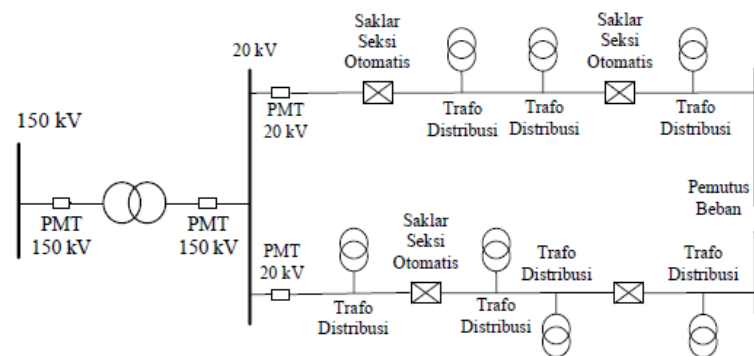 Saklar
Seksi
Otomatis
Saklar
Seksi
Otomatis
20 kV
PMT
20 kV
Trafo
Distribusi
Trafo
Distribusi
Trafo
Distribusi
150 kV
PMT
150 kV
PMT
150 kV
Pemutus
Beban
PMT
20 kV
Saklar
Seksi
Otomatis
Trafo
Distribusi
Trafo
Distribusi
Trafo
Distribusi
Trafo
Distribusi